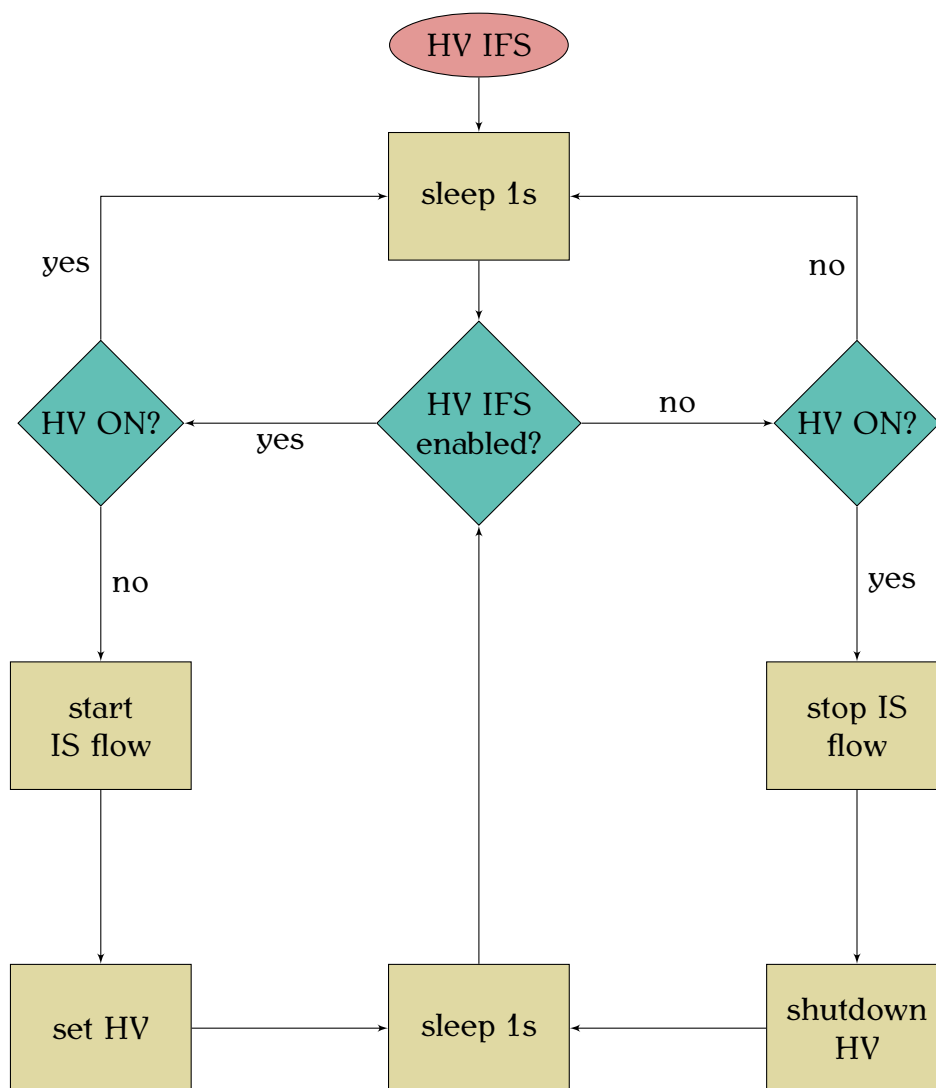 HV IFS
sleep 1s
yes
no
HV ON?
HV IFS
enabled?
HV ON?
yes
no
no
yes
start
IS flow
stop IS
flow
set HV
sleep 1s
shutdown
HV